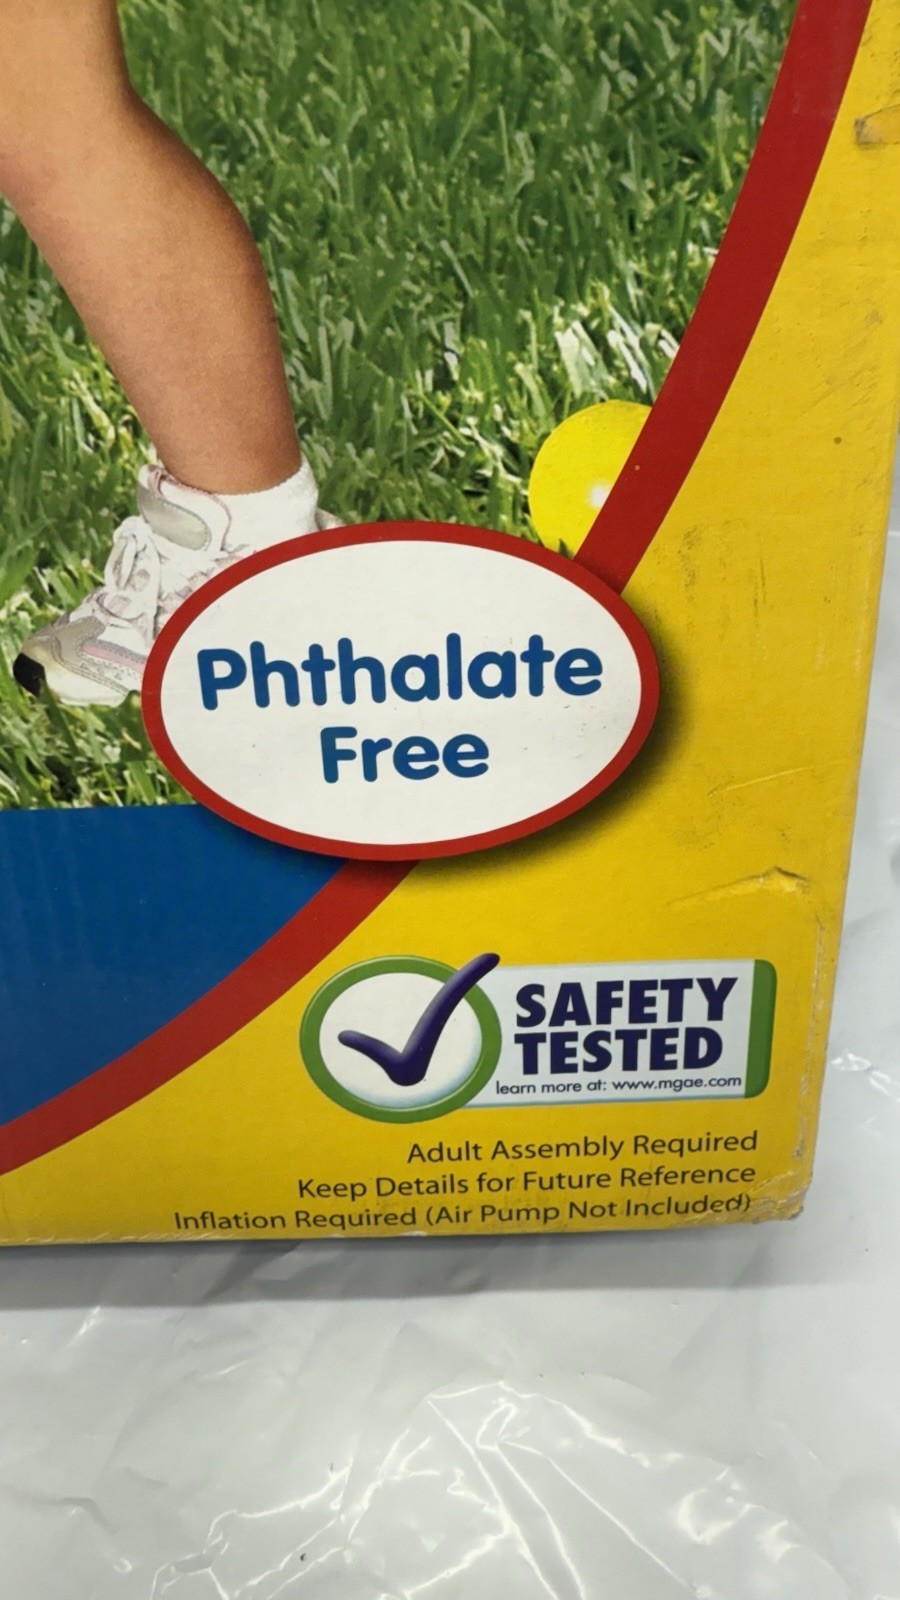 Phthalate
Free
SAFETY
TESTED
learn more at: www.mgae.com
Adult Assembly Required
Keep Details for Future Reference
Inflation Required (Air Pump Not Included)